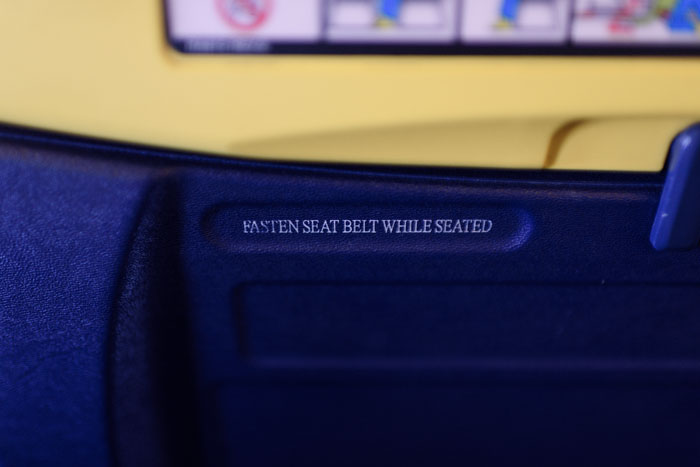 FASTEN SEAT BELT WHILE SEATED